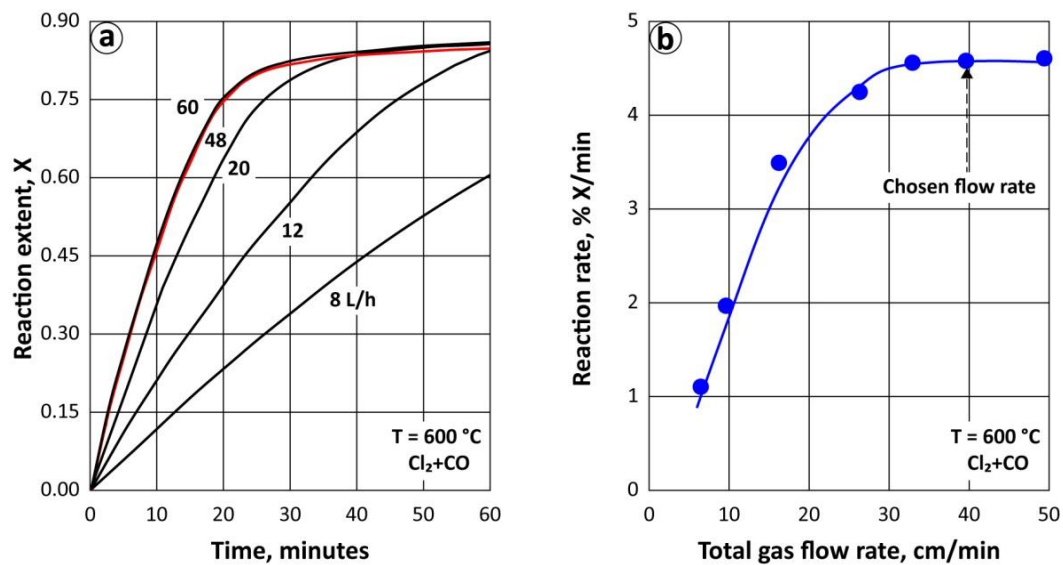 a
Reaction extent, X
0.90
0.75
0.60
0.45
0.30
0.15
0.00
60
48
20
12
8 L/h
T = 600 °C
Cl₂+CO
0 10 20 30 40 50 60
Time, minutes
b
Reaction rate, % X/min
5
4
3
2
1
0
Chosen flow rate
T = 600 °C
Cl₂+CO
0 10 20 30 40 50
Total gas flow rate, cm/min